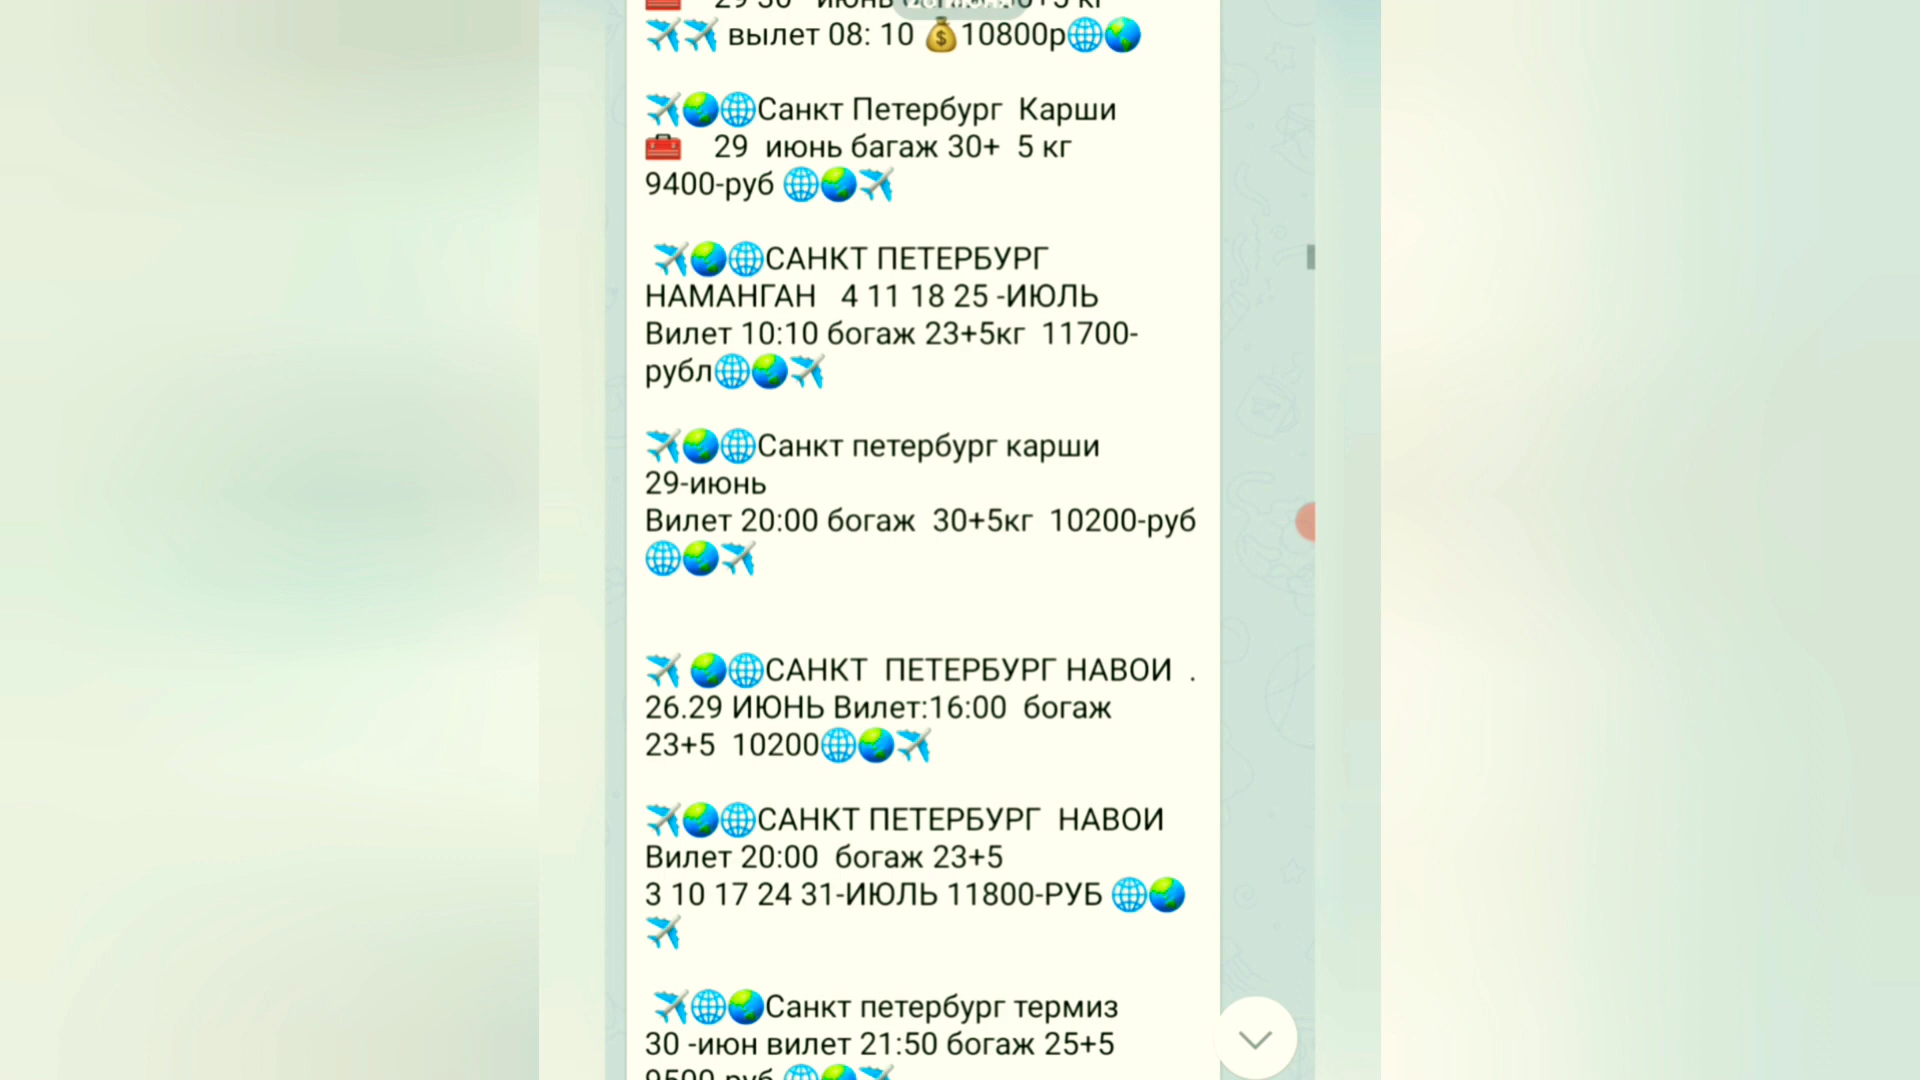 вылет 08: 10 💰10800р🌐🌏
✈️🌏🌐Санкт Петербург Карши
🧰 29 июнь багаж 30+ 5 кг
9400-руб 🌐🌏✈️
✈️🌏🌐САНКТ ПЕТЕРБУРГ
НАМАНГАН 4 11 18 25 -ИЮЛЬ
Вилет 10:10 богаж 23+5кг 11700-
рубл🌐🌏✈️
✈️🌏🌐Санкт петербург карши
29-июнь
Вилет 20:00 богаж 30+5кг 10200-руб
🌐🌏✈️
✈️ 🌏🌐САНКТ ПЕТЕРБУРГ НАВОИ .
26.29 ИЮНЬ Вилет:16:00 богаж
23+5 10200🌐🌏✈️
✈️🌏🌐САНКТ ПЕТЕРБУРГ НАВОИ
Вилет 20:00 богаж 23+5
3 10 17 24 31-ИЮЛЬ 11800-РУБ 🌐🌏
✈️
✈️🌐🌏Санкт петербург термиз
30 -июн вилет 21:50 богаж 25+5
9500-руб 🌐🌏✈️